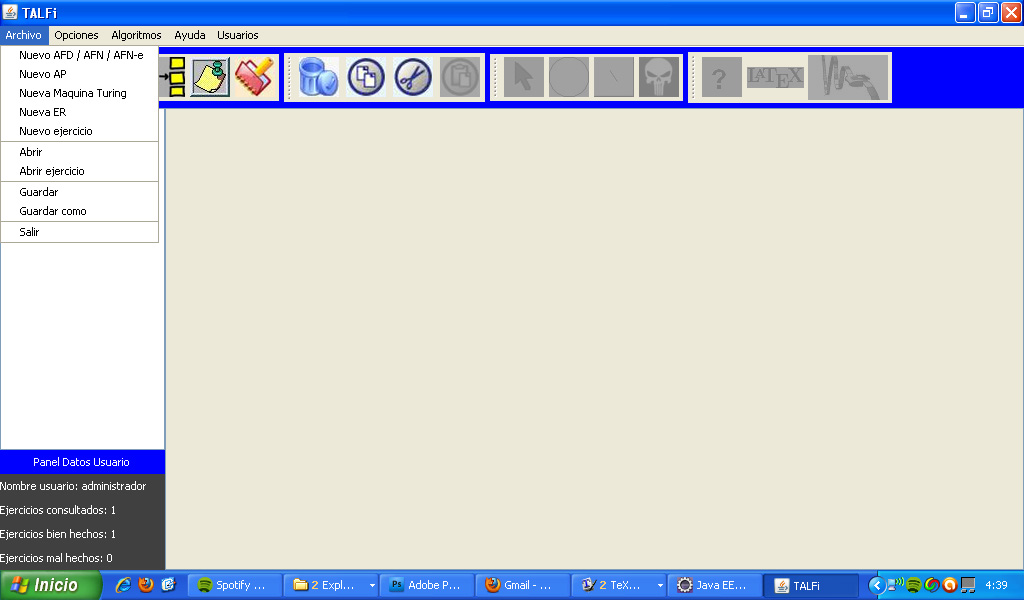 TALFi
Archivo Opciones Algoritmos Ayuda Usuarios
Nuevo AFD / AFN / AFN-e
Nuevo AP
Nueva Maquina Turing
Nueva ER
Nuevo ejercicio
Abrir
Abrir ejercicio
Guardar
Guardar como
Salir
? LATEX
Panel Datos Usuario
Nombre usuario: administrador
Ejercicios consultados: 1
Ejercicios bien hechos: 1
Ejercicios mal hechos: 0
Inicio Spotify ... 2 Expl... Ps Adobe P... Gmail - ... 2 TeX... Java EE... TALFi 4:39